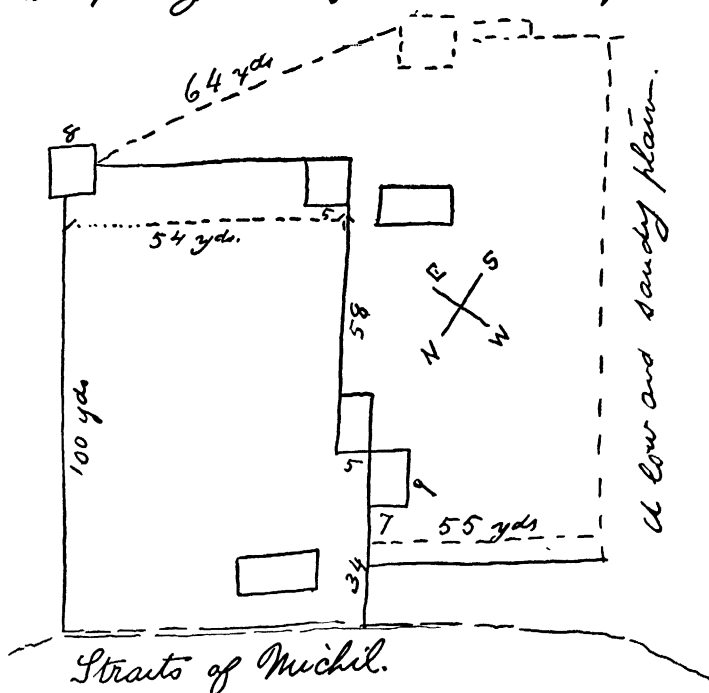 64 yds
8
5
54 yds.
E
S
N
W
58
100 yds
A low and sandy plain.
5
9
7
55 yds
34
Straits of Michil.